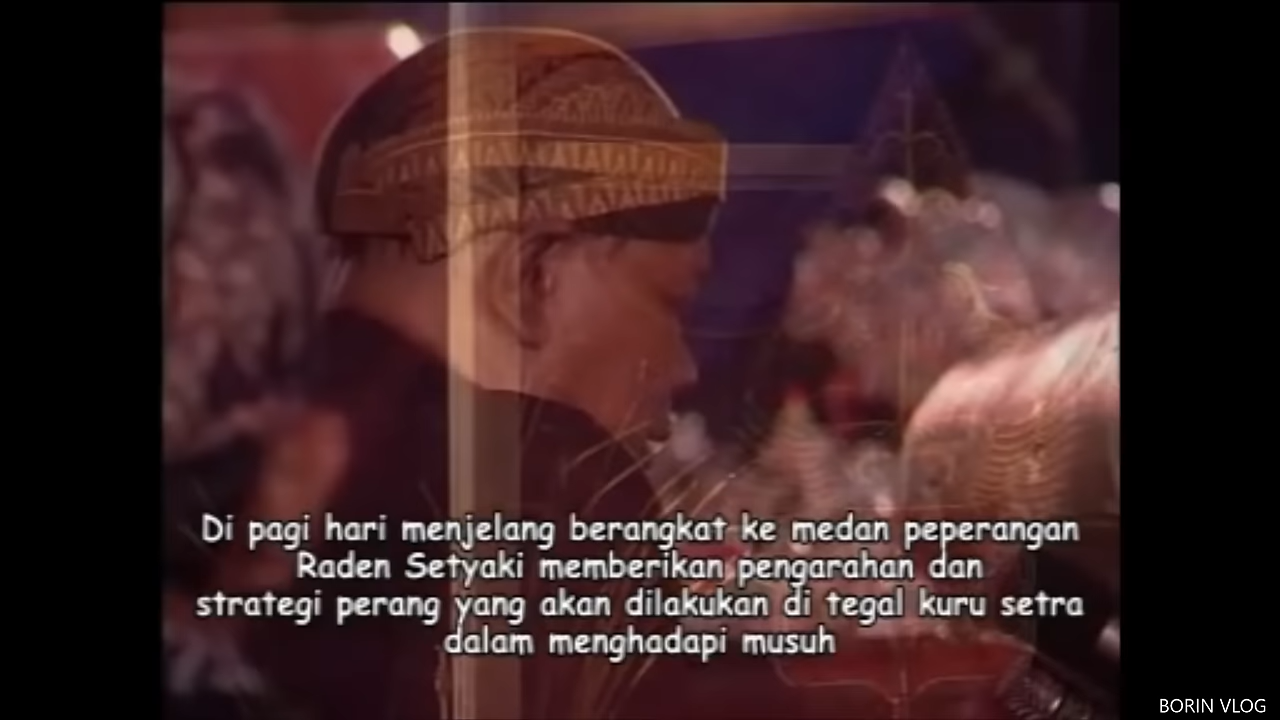 Di pagi hari menjelang berangkat ke medan peperangan
Raden Setyaki memberikan pengarahan dan
strategi perang yang akan dilakukan di tegal kuru setra
dalam menghadapi musuh
BORIN VLOG